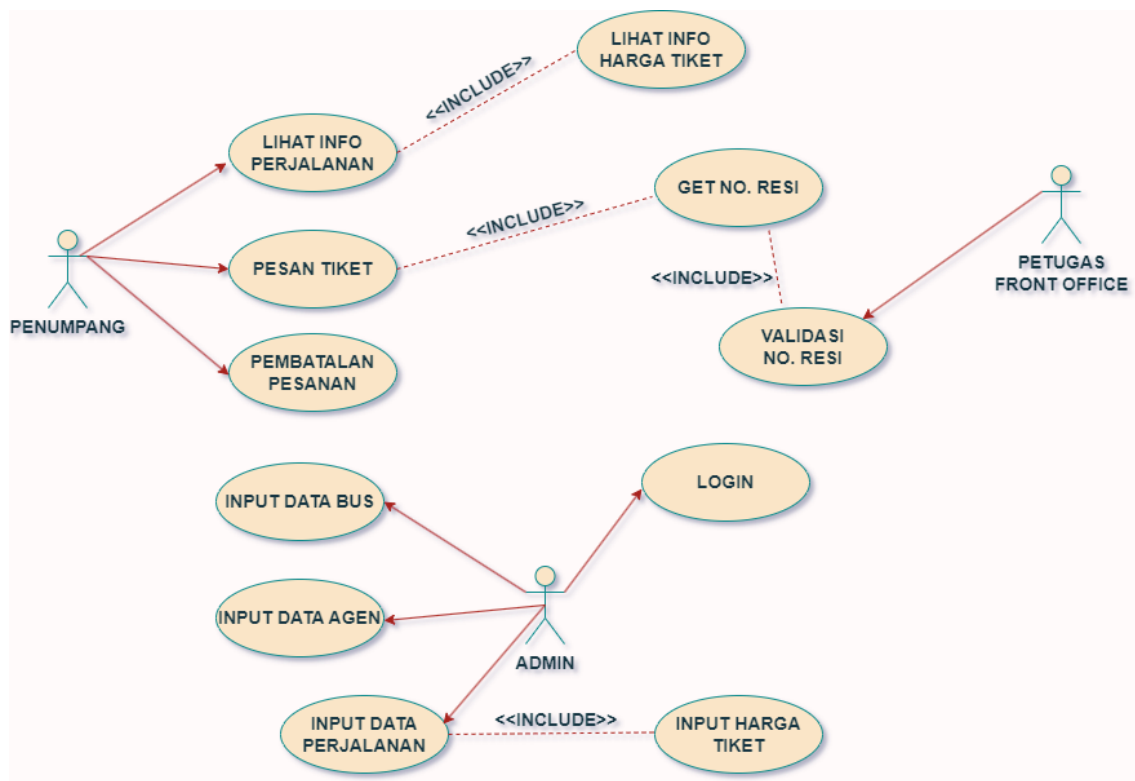 LIHAT INFO
HARGA TIKET
<<INCLUDE>>
LIHAT INFO
PERJALANAN
GET NO. RESI
<<INCLUDE>>
PESAN TIKET
PENUMPANG
<<INCLUDE>>
PETUGAS
FRONT OFFICE
VALIDASI
NO. RESI
PEMBATALAN
PESANAN
INPUT DATA BUS
LOGIN
INPUT DATA AGEN
ADMIN
INPUT DATA
PERJALANAN
<<INCLUDE>>
INPUT HARGA
TIKET